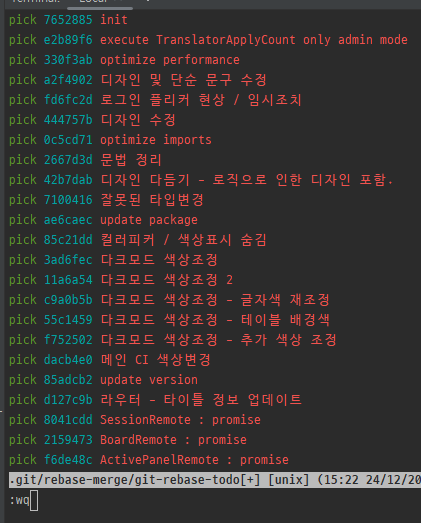 pick 7652885 init
pick e2b89f6 execute TranslatorApplyCount only admin mode
pick 330f3ab optimize performance
pick a2f4902 디자인 및 단순 문구 수정
pick fd6fc2d 로그인 플리커 현상 / 임시조치
pick 444757b 디자인 수정
pick 0c5cd71 optimize imports
pick 2667d3d 문법 정리
pick 42b7dab 디자인 다듬기 - 로직으로 인한 디자인 포함.
pick 7100416 잘못된 타입변경
pick ae6caec update package
pick 85c21dd 컬러피커 / 색상표시 숨김
pick 3ad6fec 다크모드 색상조정
pick 11a6a54 다크모드 색상조정 2
pick c9a0b5b 다크모드 색상조정 - 글자색 재조정
pick 55c1459 다크모드 색상조정 - 테이블 배경색
pick f752502 다크모드 색상조정 - 추가 색상 조정
pick dacb4e0 메인 CI 색상변경
pick 85adcb2 update version
pick d127c9b 라우터 - 타이틀 정보 업데이트
pick 8041cdd SessionRemote : promise
pick 2159473 BoardRemote : promise
pick f6de48c ActivePanelRemote : promise
.git/rebase-merge/git-rebase-todo[+] [unix] (15:22 24/12/20
:wq